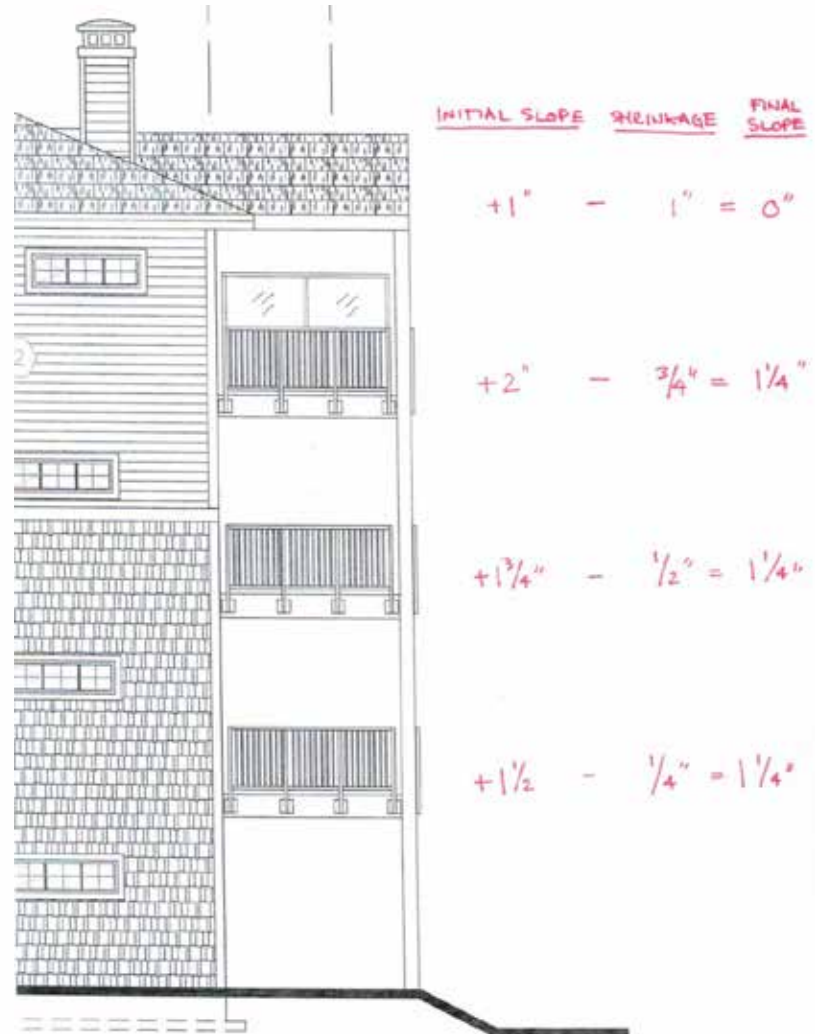 INITIAL SLOPE SHRINKAGE FINAL SLOPE
+1" - 1" = 0"
+2" - 3/4" = 1 1/4"
+1 3/4" - 1/2" = 1 1/4"
+1 1/2 - 1/4" = 1 1/4"
2